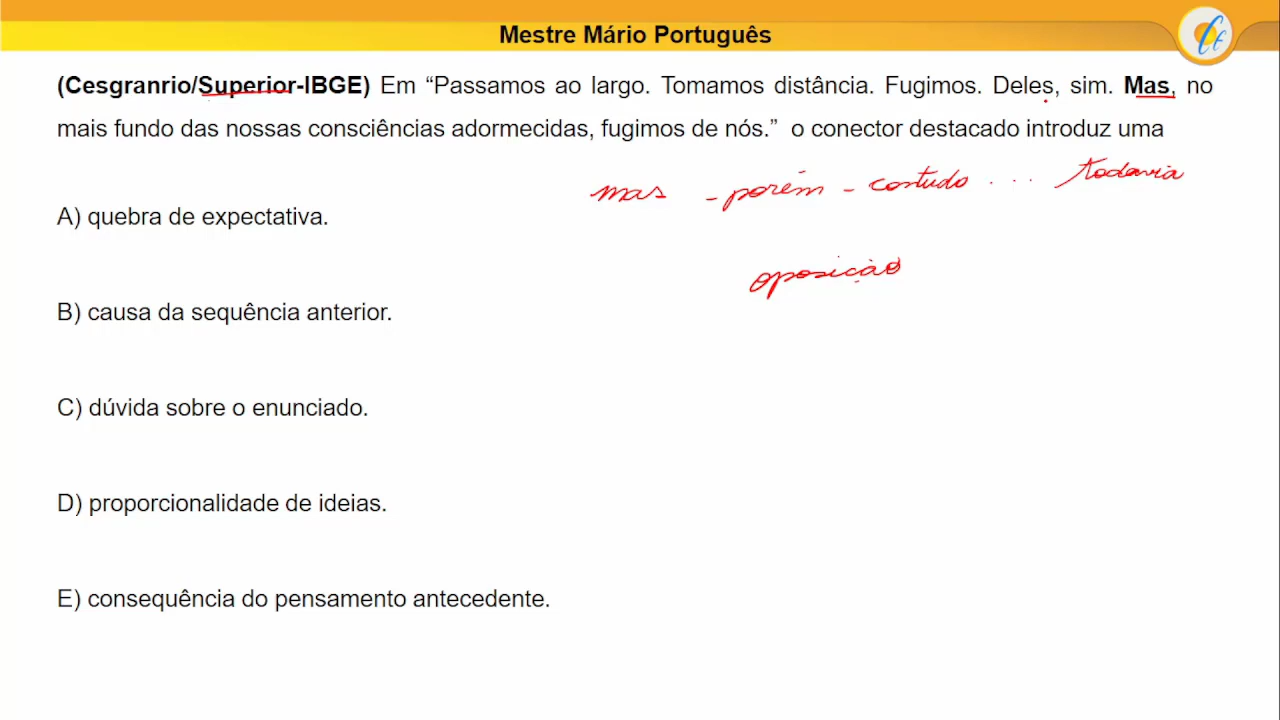 Mestre Mário Português
(Cesgranrio/Superior-IBGE) Em “Passamos ao largo. Tomamos distância. Fugimos. Deles, sim. Mas, no
mais fundo das nossas consciências adormecidas, fugimos de nós.” o conector destacado introduz uma
mas - porém - contudo ... todavia
A) quebra de expectativa.
oposição
B) causa da sequência anterior.
C) dúvida sobre o enunciado.
D) proporcionalidade de ideias.
E) consequência do pensamento antecedente.